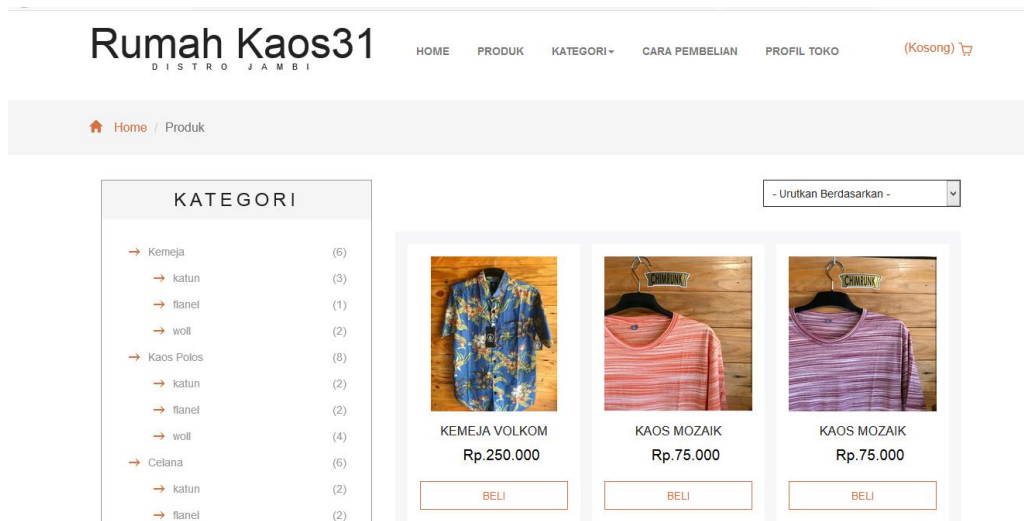 Rumah Kaos31
DISTRO JAMBI
HOME PRODUK KATEGORI CARA PEMBELIAN PROFIL TOKO (Kosong)
Home / Produk
KATEGORI
- Urutkan Berdasarkan -
Kemeja (6)
katun (3)
flanel (1)
woll (2)
Kaos Polos (8)
katun (2)
flanel (2)
woll (4)
Celana (6)
katun (2)
flanel (2)
CHIMBUNK
CHIMBUNK
KEMEJA VOLKOM
Rp.250.000
BELI
KAOS MOZAIK
Rp.75.000
BELI
KAOS MOZAIK
Rp.75.000
BELI